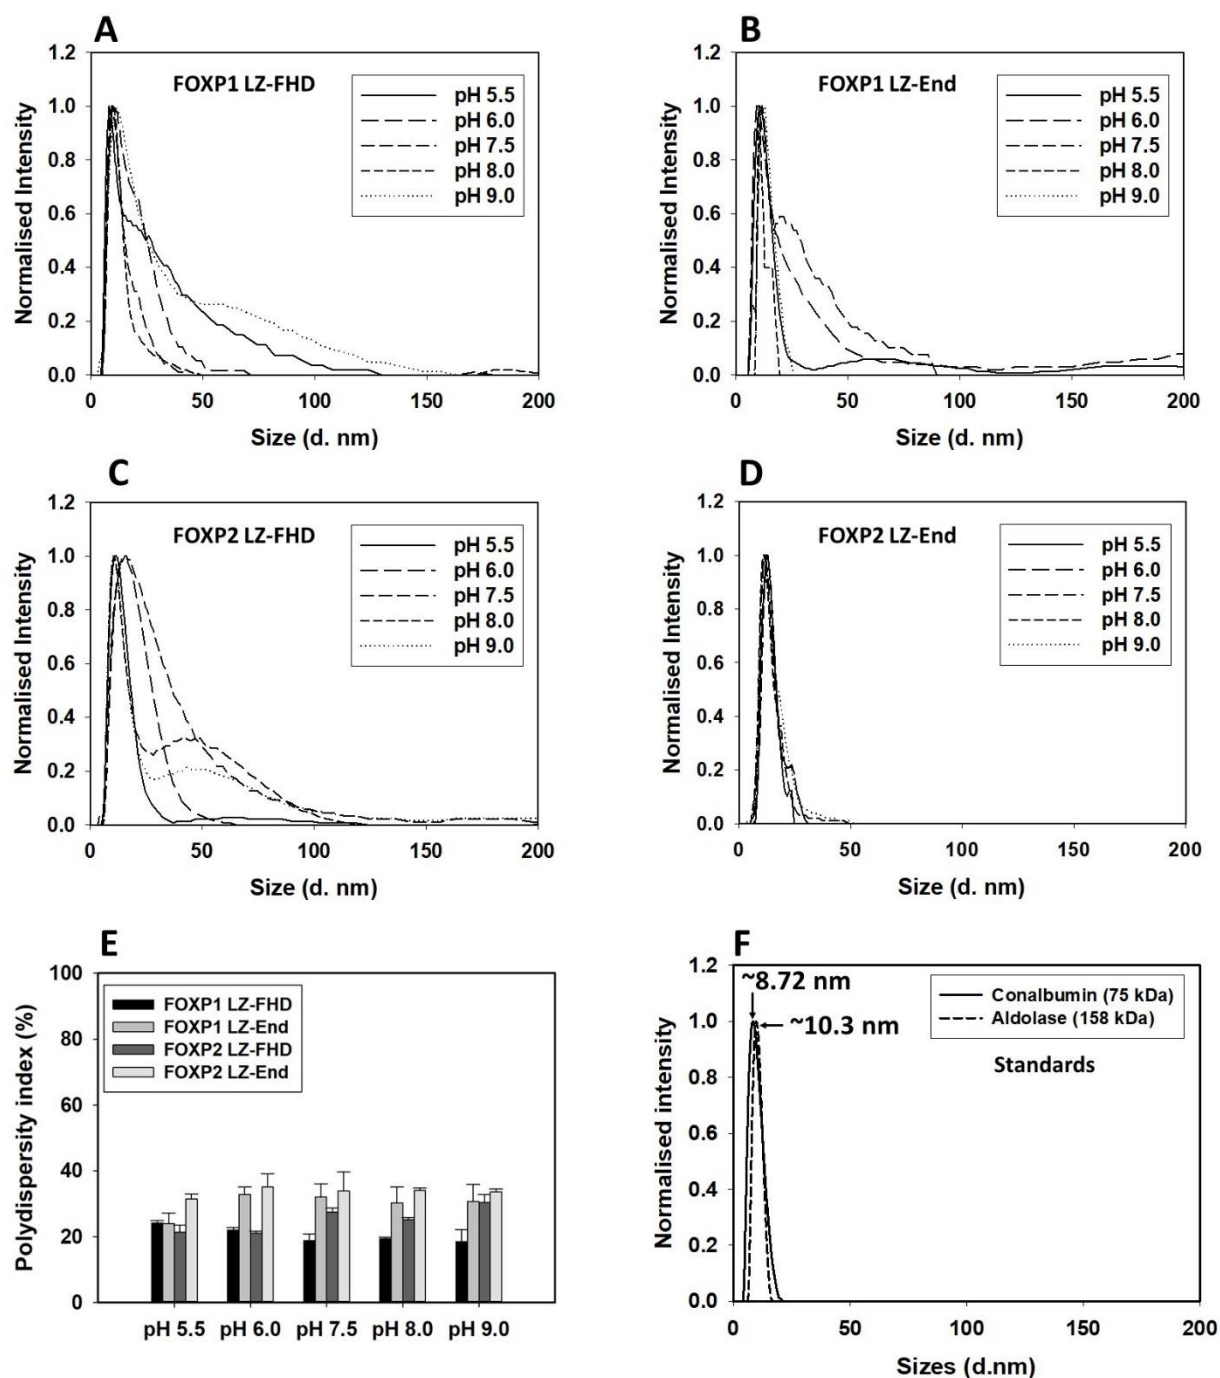 A
FOXP1 LZ-FHD
pH 5.5
pH 6.0
pH 7.5
pH 8.0
pH 9.0
Normalised Intensity
1.2
1.0
0.8
0.6
0.4
0.2
0.0
0 50 100 150 200
Size (d. nm)
B
FOXP1 LZ-End
pH 5.5
pH 6.0
pH 7.5
pH 8.0
pH 9.0
Normalised Intensity
1.2
1.0
0.8
0.6
0.4
0.2
0.0
0 50 100 150 200
Size (d. nm)
C
FOXP2 LZ-FHD
pH 5.5
pH 6.0
pH 7.5
pH 8.0
pH 9.0
Normalised Intensity
1.2
1.0
0.8
0.6
0.4
0.2
0.0
0 50 100 150 200
Size (d. nm)
D
FOXP2 LZ-End
pH 5.5
pH 6.0
pH 7.5
pH 8.0
pH 9.0
Normalised Intensity
1.2
1.0
0.8
0.6
0.4
0.2
0.0
0 50 100 150 200
Size (d. nm)
E
FOXP1 LZ-FHD
FOXP1 LZ-End
FOXP2 LZ-FHD
FOXP2 LZ-End
Polydispersity index (%)
100
80
60
40
20
0
pH 5.5 pH 6.0 pH 7.5 pH 8.0 pH 9.0
F
~8.72 nm
~10.3 nm
Conalbumin (75 kDa)
Aldolase (158 kDa)
Standards
Normalised intensity
1.2
1.0
0.8
0.6
0.4
0.2
0.0
0 50 100 150 200
Sizes (d.nm)